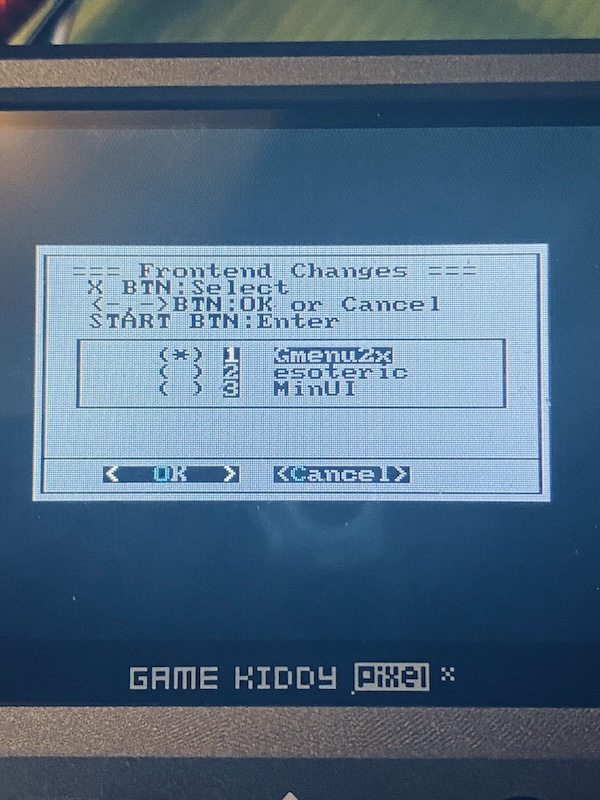 === Frontend Changes ===
X BTN:Select
<-,->BTN:OK or Cancel
START BTN:Enter
(*) 1 Gmenu2x
( ) 2 esoteric
( ) 3 MinUI
< OK > <Cancel>
GAME KIDDY pixel x